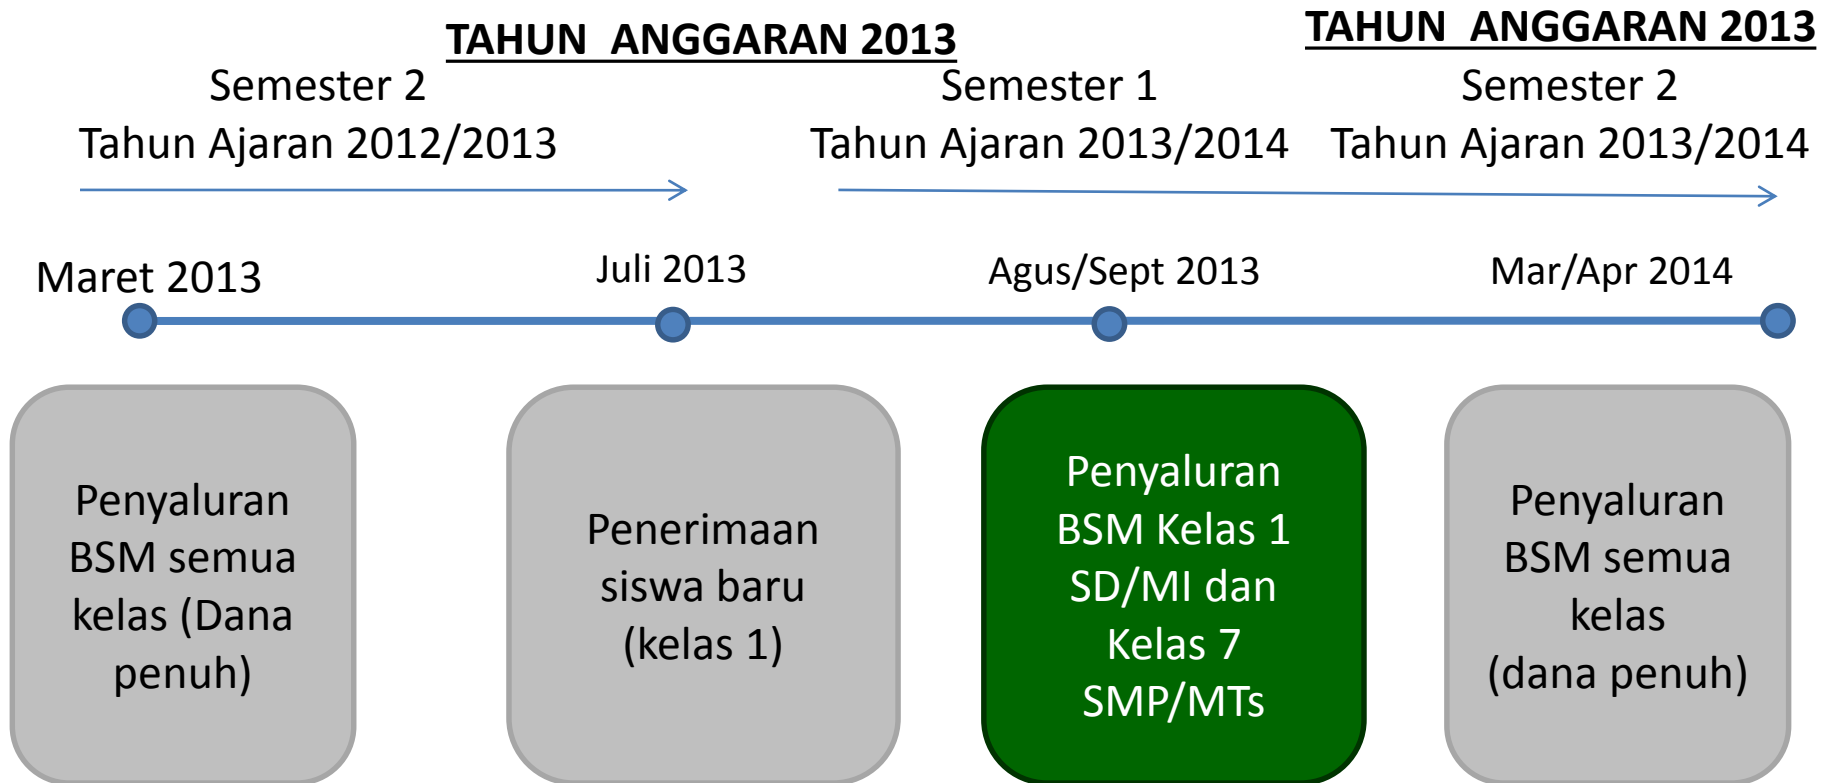 TAHUN ANGGARAN 2013
TAHUN ANGGARAN 2013
Semester 2
Tahun Ajaran 2012/2013
Semester 1
Tahun Ajaran 2013/2014
Semester 2
Tahun Ajaran 2013/2014
Maret 2013
Juli 2013
Agus/Sept 2013
Mar/Apr 2014
Penyaluran
BSM semua
kelas (Dana
penuh)
Penerimaan
siswa baru
(kelas 1)
Penyaluran
BSM Kelas 1
SD/MI dan
Kelas 7
SMP/MTs
Penyaluran
BSM semua
kelas
(dana penuh)